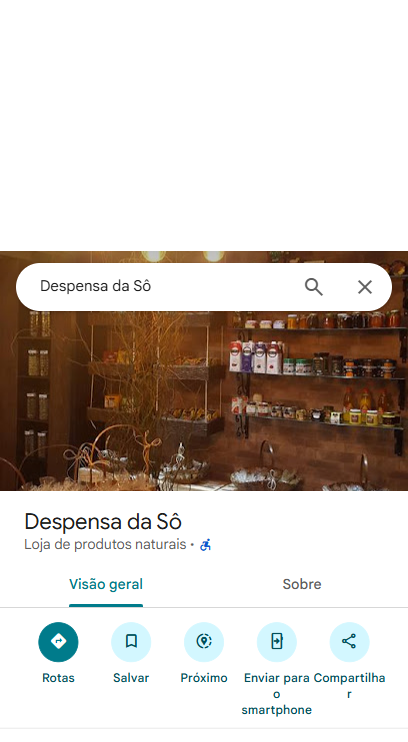 Despensa da Sô
Despensa da Sô
Loja de produtos naturais •
Visão geral
Sobre
Rotas
Salvar
Próximo
Enviar para
o
smartphone
Compartilha
r